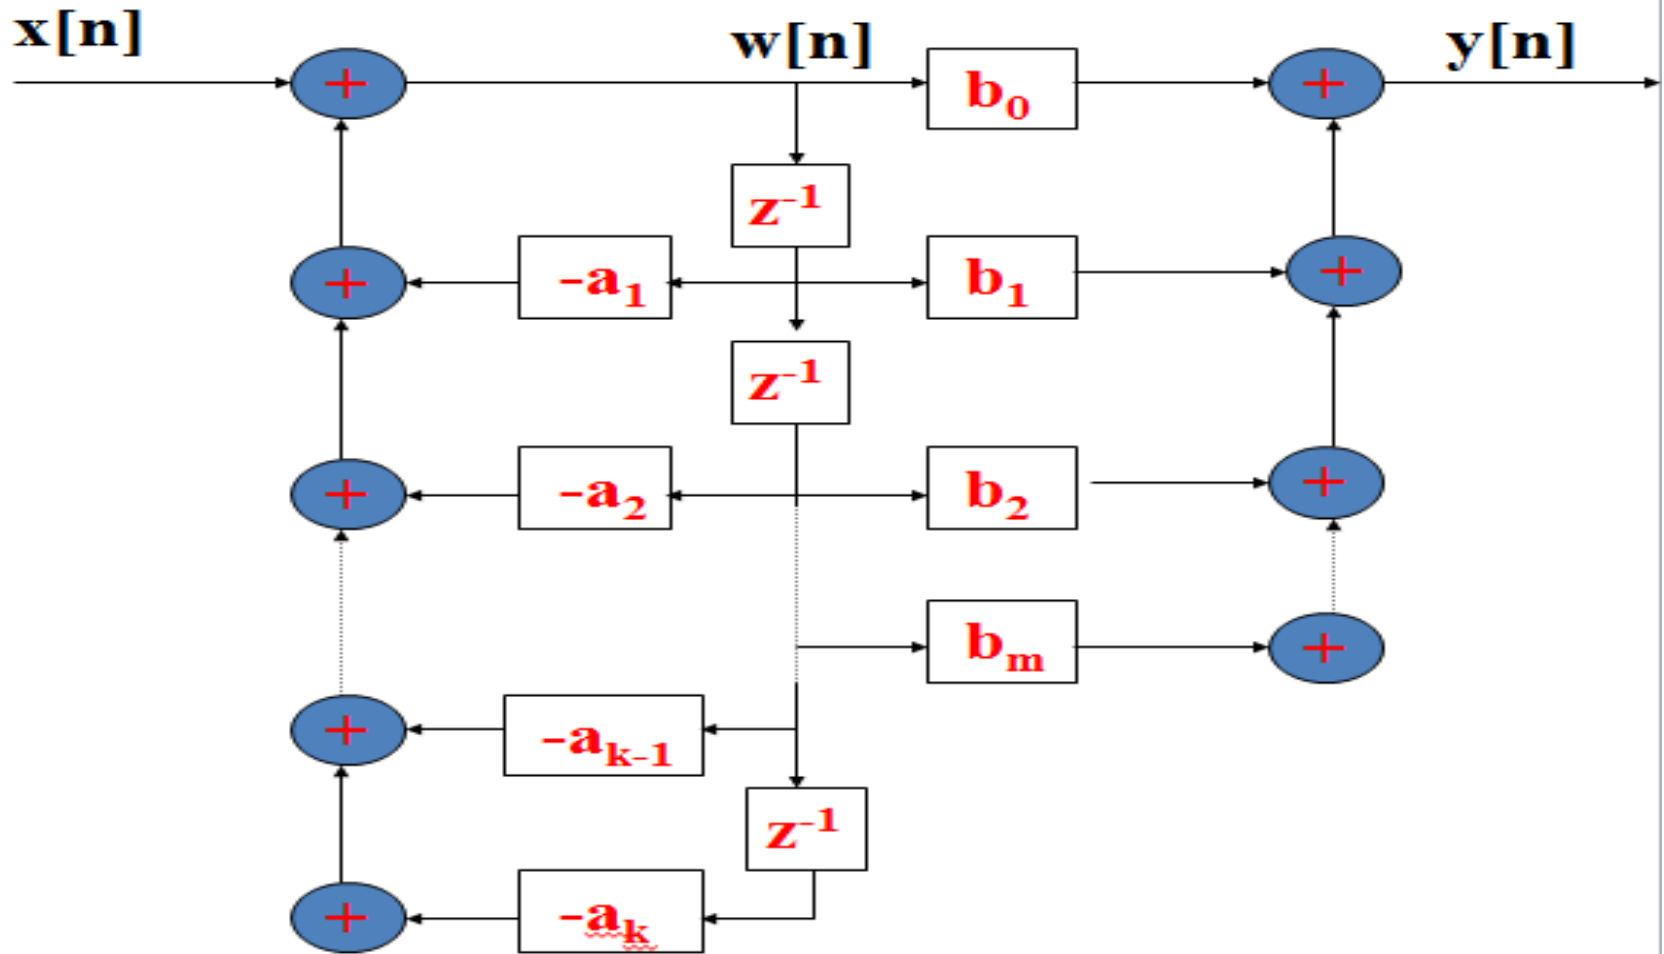 x[n] w[n] y[n]
+ b₀ +
z⁻¹
+ -a₁ b₁ +
z⁻¹
+ -a₂ b₂ +
bₘ +
+ -aₖ₋₁
z⁻¹
+ -aₖ